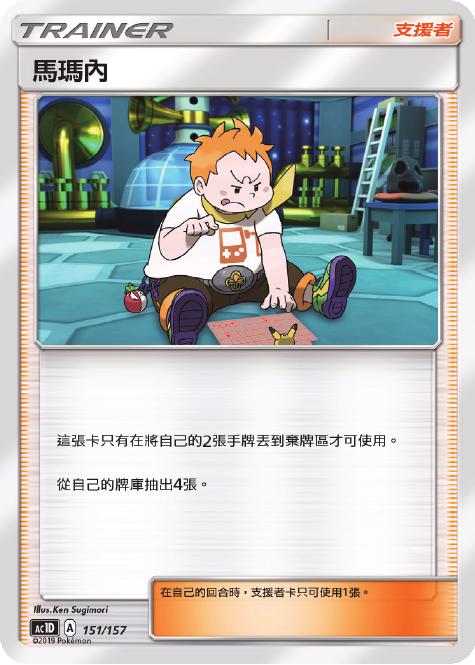 TRAINER
支援者
馬瑪內
這張卡只有在將自己的2張手牌丟到棄牌區才可使用。
從自己的牌庫抽出4張。
在自己的回合時，支援者卡只可使用1張。
Illus.Ken Sugimori
AC1D A 151/157
©2019 Pokémon